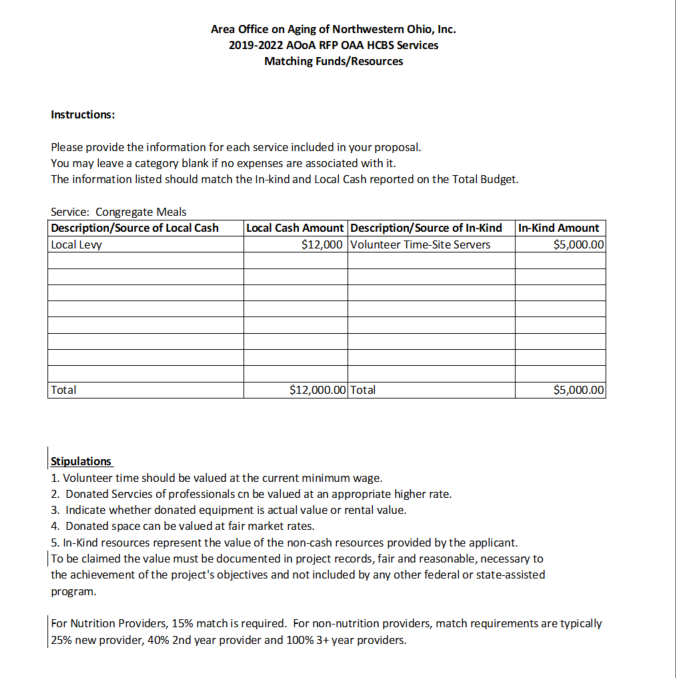 Area Office on Aging of Northwestern Ohio, Inc.
2019-2022 AOoA RFP OAA HCBS Services
Matching Funds/Resources
Instructions:
Please provide the information for each service included in your proposal.
You may leave a category blank if no expenses are associated with it.
The information listed should match the In-kind and Local Cash reported on the Total Budget.
Service:  Congregate Meals
Description/Source of Local Cash Local Cash Amount Description/Source of In-Kind In-Kind Amount
Local Levy $12,000 Volunteer Time-Site Servers $5,000.00
Total $12,000.00 Total $5,000.00
Stipulations
1. Volunteer time should be valued at the current minimum wage.
2.  Donated Servcies of professionals cn be valued at an appropriate higher rate.
3.  Indicate whether donated equipment is actual value or rental value.
4.  Donated space can be valued at fair market rates.
5. In-Kind resources represent the value of the non-cash resources provided by the applicant.
To be claimed the value must be documented in project records, fair and reasonable, necessary to
the achievement of the project's objectives and not included by any other federal or state-assisted
program.
For Nutrition Providers, 15% match is required.  For non-nutrition providers, match requirements are typically
25% new provider, 40% 2nd year provider and 100% 3+ year providers.